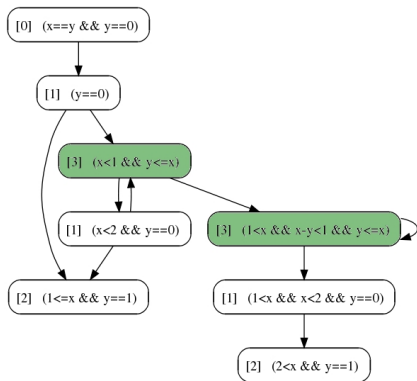 [0] (x==y && y==0)
[1] (y==0)
[3] (x<1 && y<=x)
[1] (x<2 && y==0)
[3] (1<x && x-y<1 && y<=x)
[2] (1<=x && y==1)
[1] (1<x && x<2 && y==0)
[2] (2<x && y==1)